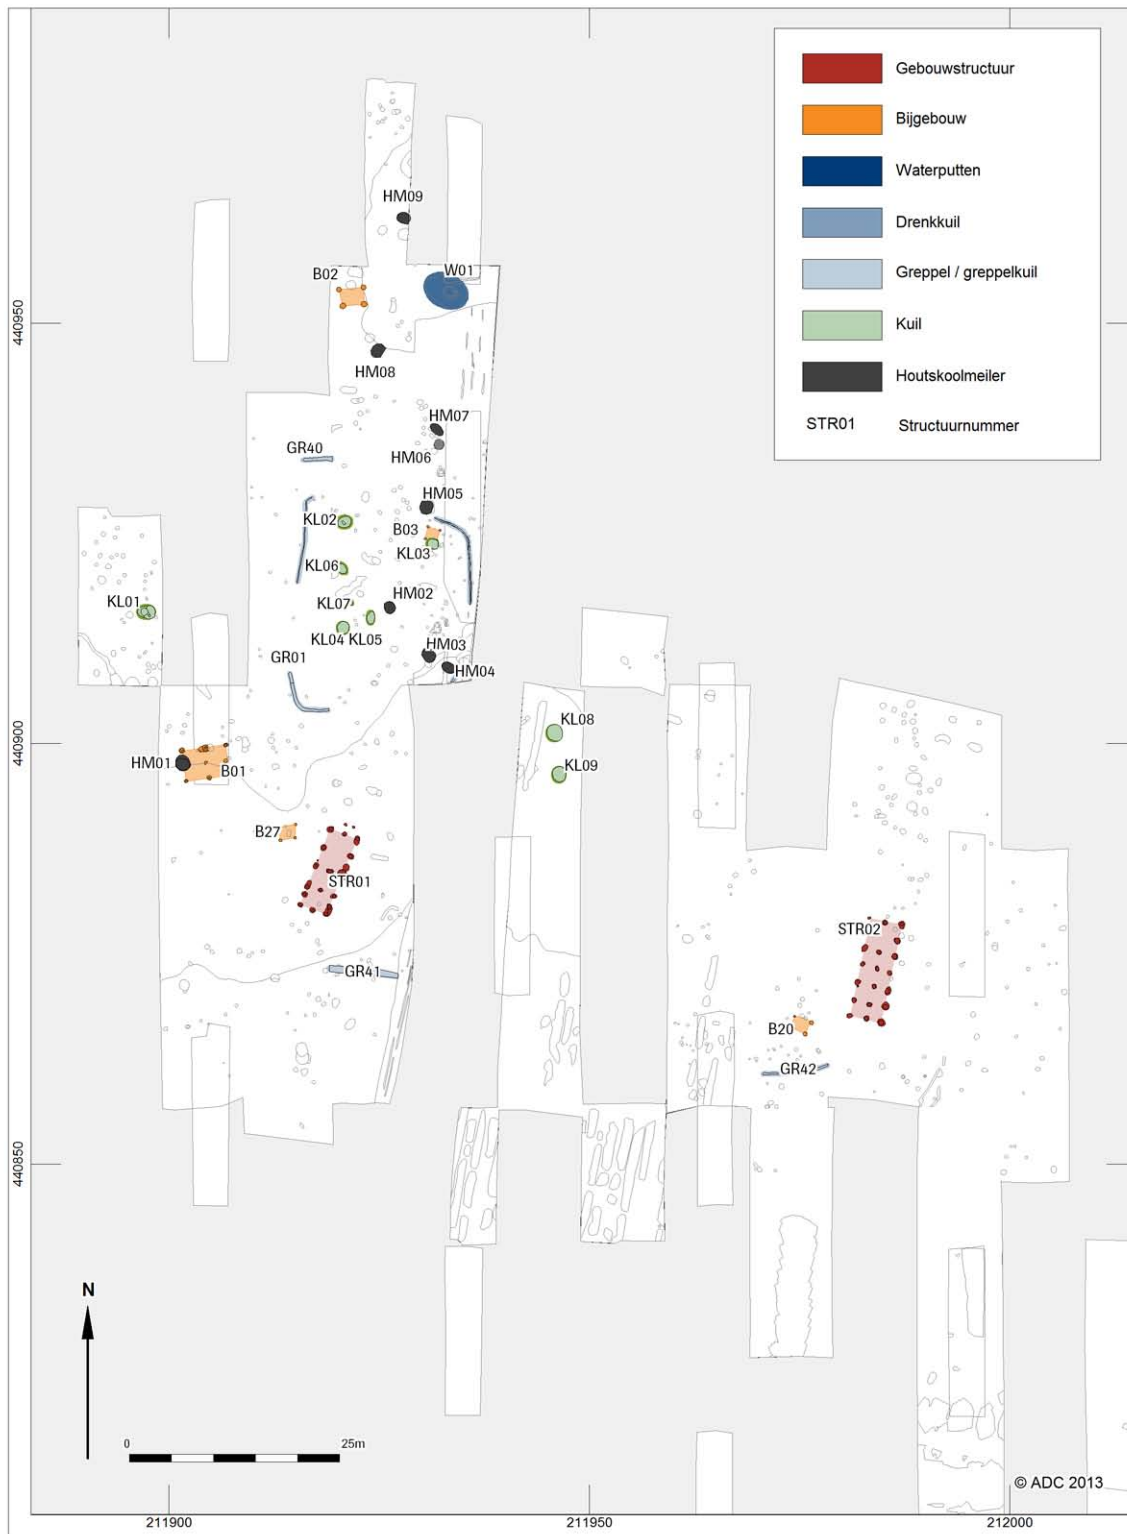 Gebouwstructuur
Bijgebouw
Waterputten
Drenkkuil
Greppel / greppelkuil
Kuil
Houtskoolmeiler
STR01 Structuurnummer
HM09
B02
W01
440950
HM08
HM07
GR40
HM06
HM05
KL02
B03
KL03
KL06
KL01
KL07
HM02
KL04
KL05
HM03
GR01
HM04
KL08
440900
HM01
B01
KL09
B27
STR01
STR02
GR41
B20
GR42
440850
N
0
25m
© ADC 2013
211900
211950
212000